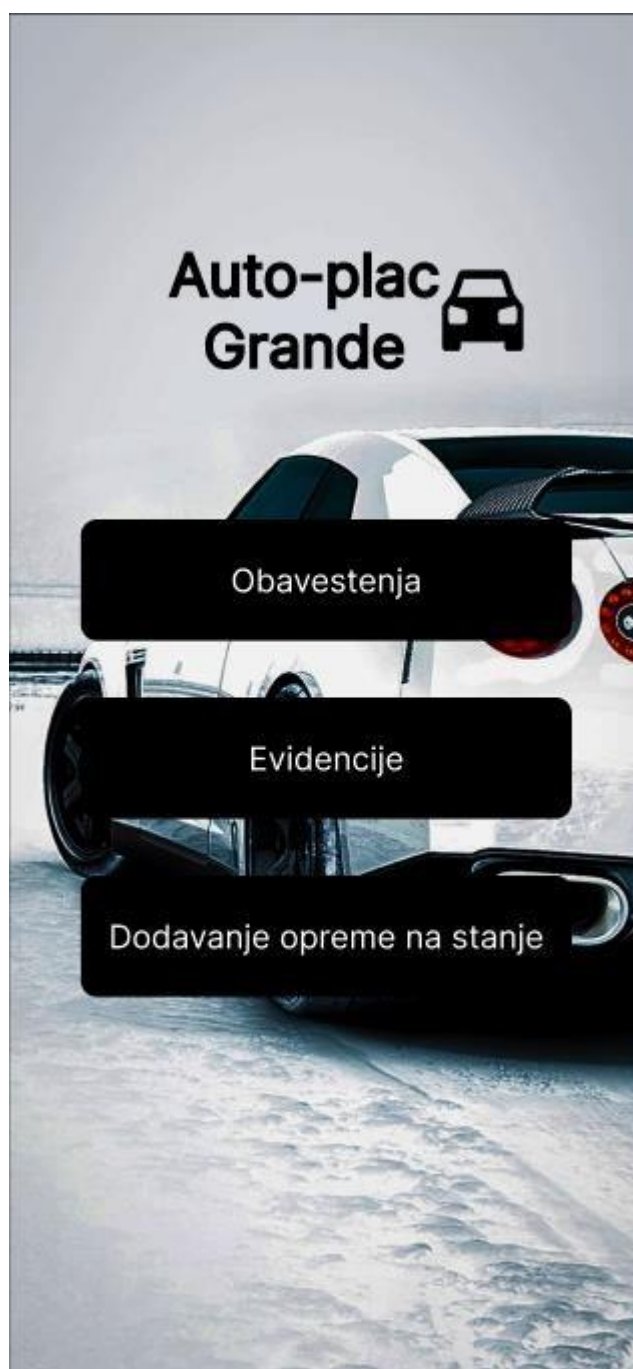 Auto-plac
Grande
Obavestenja
Evidencije
Dodavanje opreme na stanje